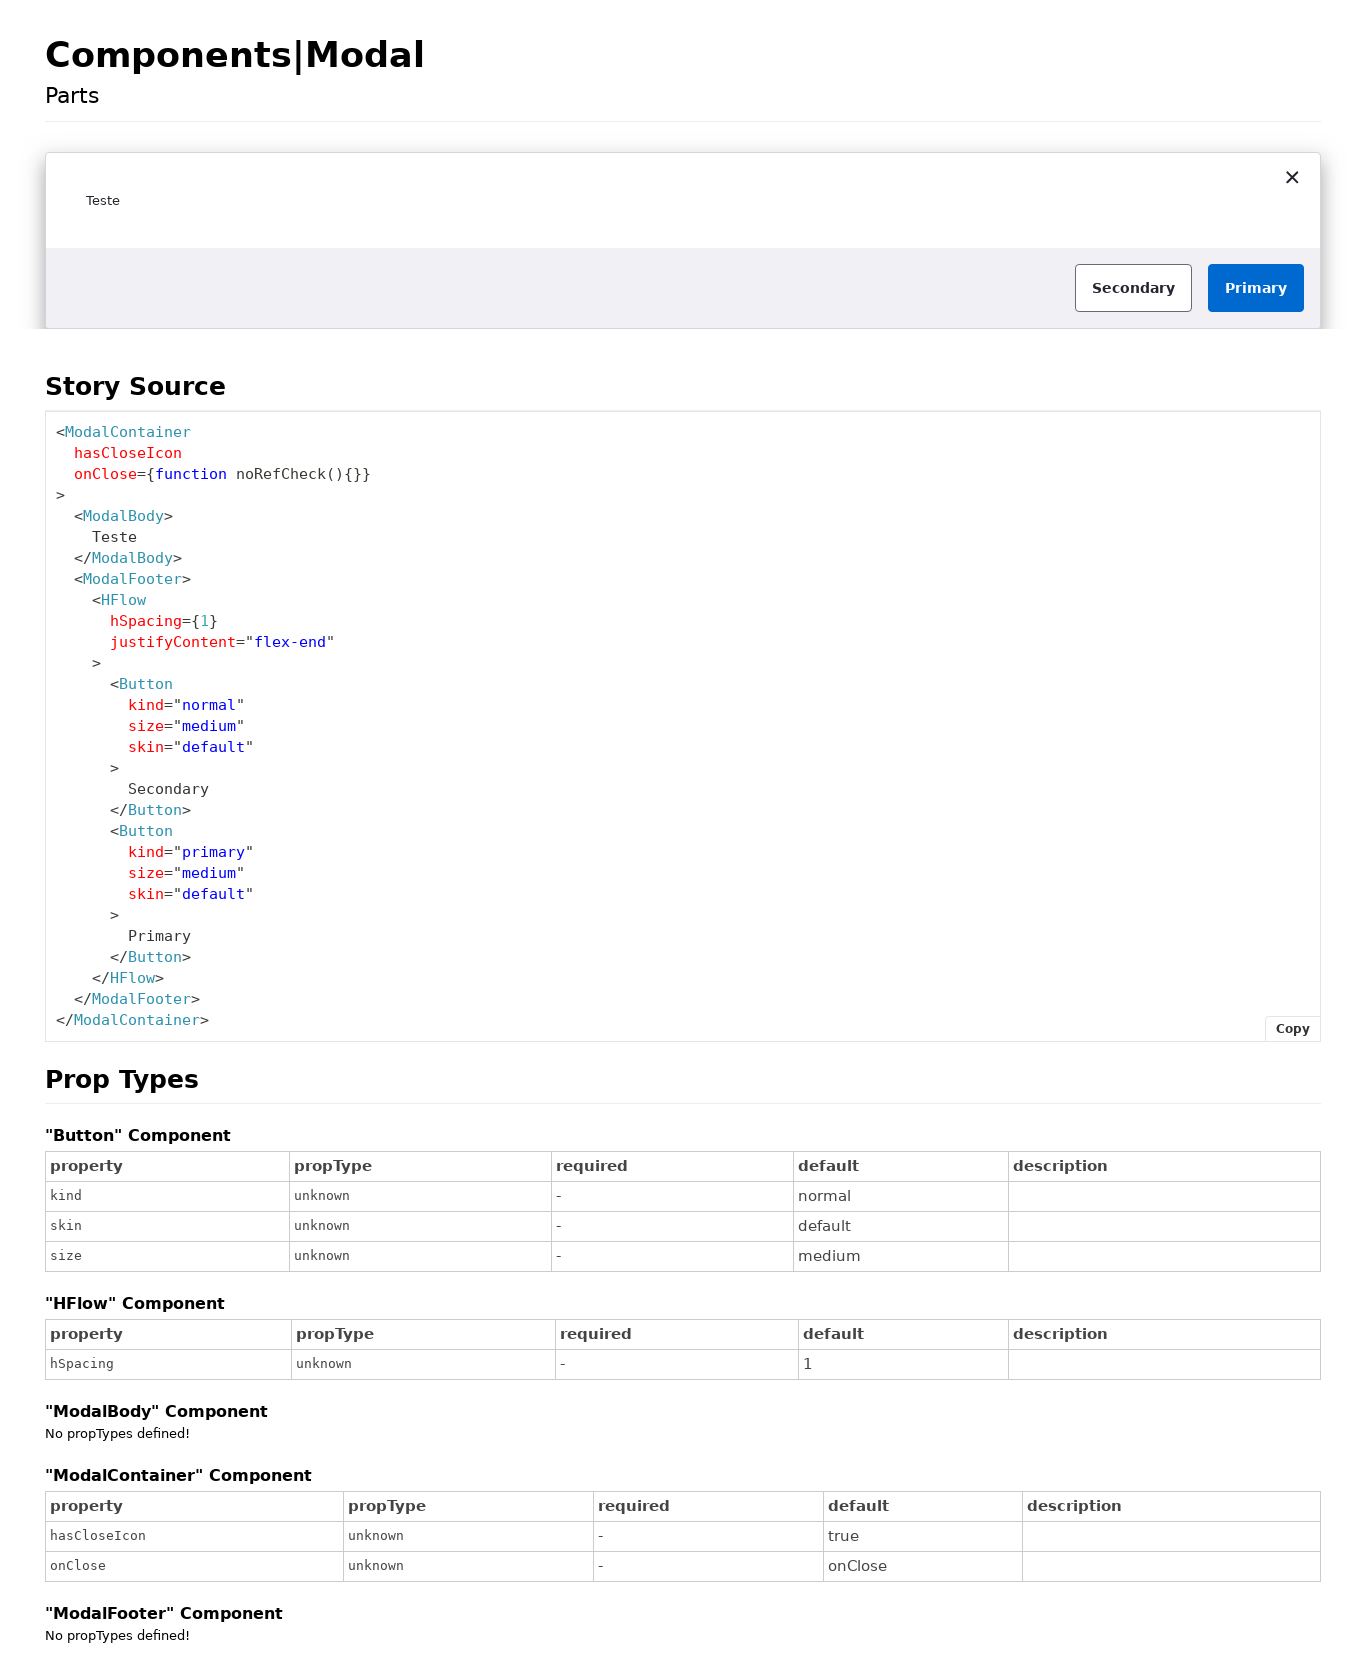 Components|Modal
Parts
×
Teste
Secondary Primary
Story Source
<ModalContainer
  hasCloseIcon
  onClose={function noRefCheck(){}}
>
  <ModalBody>
    Teste
  </ModalBody>
  <ModalFooter>
    <HFlow
      hSpacing={1}
      justifyContent="flex-end"
    >
      <Button
        kind="normal"
        size="medium"
        skin="default"
      >
        Secondary
      </Button>
      <Button
        kind="primary"
        size="medium"
        skin="default"
      >
        Primary
      </Button>
    </HFlow>
  </ModalFooter>
</ModalContainer>
Copy
Prop Types
"Button" Component
property propType required default description
kind unknown - normal
skin unknown - default
size unknown - medium
"HFlow" Component
property propType required default description
hSpacing unknown - 1
"ModalBody" Component
No propTypes defined!
"ModalContainer" Component
property propType required default description
hasCloseIcon unknown - true
onClose unknown - onClose
"ModalFooter" Component
No propTypes defined!